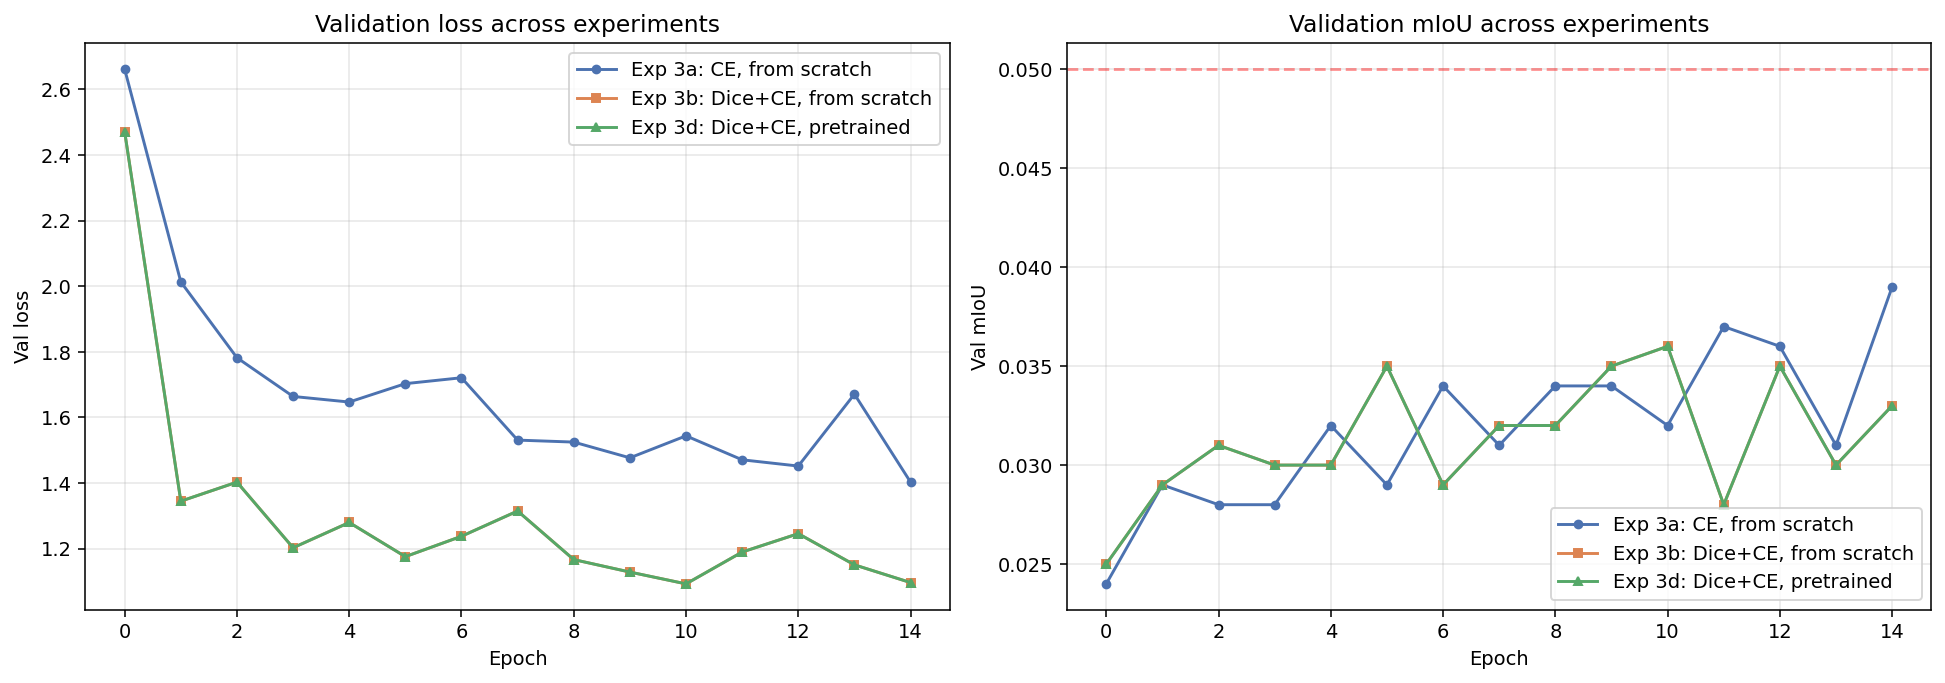 Validation loss across experiments
Val loss
2.6
2.4
2.2
2.0
1.8
1.6
1.4
1.2
0 2 4 6 8 10 12 14
Epoch
Exp 3a: CE, from scratch
Exp 3b: Dice+CE, from scratch
Exp 3d: Dice+CE, pretrained
Validation mIoU across experiments
Val mIoU
0.050
0.045
0.040
0.035
0.030
0.025
0 2 4 6 8 10 12 14
Epoch
Exp 3a: CE, from scratch
Exp 3b: Dice+CE, from scratch
Exp 3d: Dice+CE, pretrained